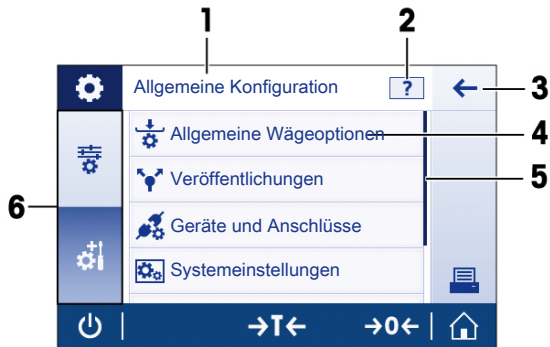 1
2
Allgemeine Konfiguration
?
3
Allgemeine Wägeoptionen
4
Veröffentlichungen
5
6
Geräte und Anschlüsse
Systemeinstellungen
→T←
→0←